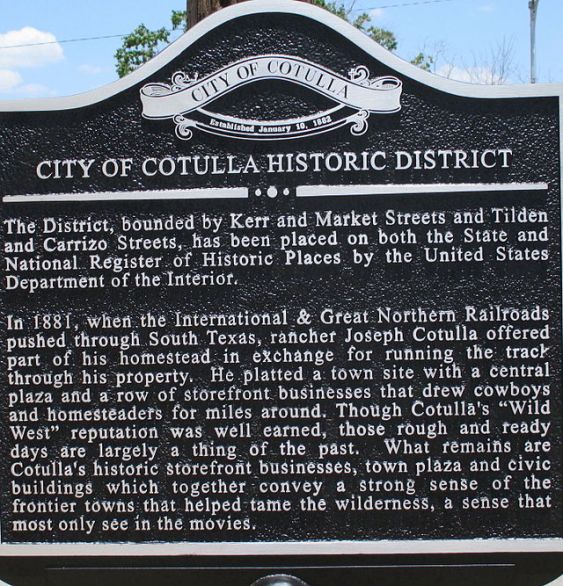 CITY OF COTULLA
Established January 10, 1882
CITY OF COTULLA HISTORIC DISTRICT
The District, bounded by Kerr and Market Streets and Tilden
and Carrizo Streets, has been placed on both the State and
National Register of Historic Places by the United States
Department of the Interior.
In 1881, when the International & Great Northern Railroads
pushed through South Texas, rancher Joseph Cotulla offered
part of his homestead in exchange for running the track
through his property. He platted a town site with a central
plaza and a row of storefront businesses that drew cowboys
and homesteaders for miles around. Though Cotulla's "Wild
West" reputation was well earned, those rough and ready
days are largely a thing of the past. What remains are
Cotulla's historic storefront businesses, town plaza and civic
buildings which together convey a strong sense of the
frontier towns that helped tame the wilderness, a sense that
most only see in the movies.